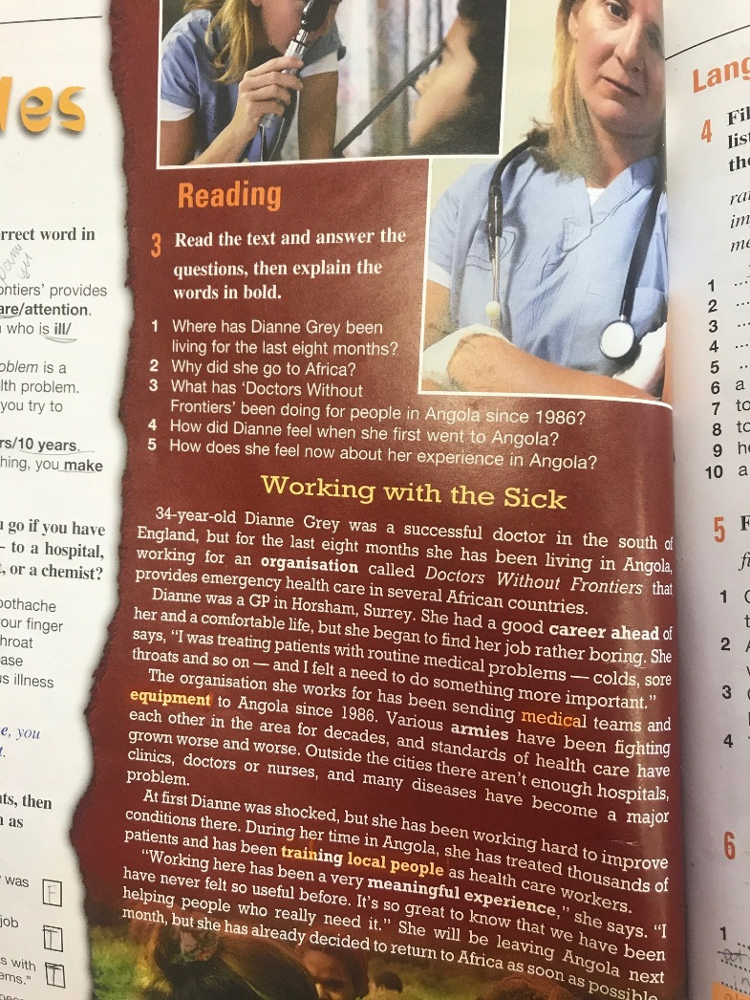 Reading
3 Read the text and answer the
questions, then explain the
words in bold.
1 Where has Dianne Grey been
living for the last eight months?
2 Why did she go to Africa?
3 What has 'Doctors Without
Frontiers' been doing for people in Angola since 1986?
4 How did Dianne feel when she first went to Angola?
5 How does she feel now about her experience in Angola?
Working with the Sick
34-year-old Dianne Grey was a successful doctor in the south of
England, but for the last eight months she has been living in Angola,
working for an organisation called Doctors Without Frontiers that
provides emergency health care in several African countries.
Dianne was a GP in Horsham, Surrey. She had a good career ahead of
her and a comfortable life, but she began to find her job rather boring. She
says, "I was treating patients with routine medical problems — colds, sore
throats and so on — and I felt a need to do something more important."
The organisation she works for has been sending medical teams and
equipment to Angola since 1986. Various armies have been fighting
each other in the area for decades, and standards of health care have
grown worse and worse. Outside the cities there aren't enough hospitals,
clinics, doctors or nurses, and many diseases have become a major
problem.
At first Dianne was shocked, but she has been working hard to improve
conditions there. During her time in Angola, she has treated thousands of
patients and has been training local people as health care workers.
"Working here has been a very meaningful experience," she says. "I
have never felt so useful before. It's so great to know that we have been
helping people who really need it." She will be leaving Angola next
month, but she has already decided to return to Africa as soon as possible.
rrect word in
ontiers' provides
are/attention.
who is ill/
oblem is a
lth problem.
you try to
rs/10 years.
hing, you make
u go if you have
– to a hospital,
, or a chemist?
oothache
our finger
hroat
ease
us illness
e, you
t.
nts, then
n as
was
F
job
T
s with
ems."
T
Lang
4 Fil
list
the
rat
im
me
1 ...
2 ...
3 ...
4 ...
5 ..
6 a
7 to
8 to
9 he
10 a
5 F
fi
1
t
2
3
4
6
1